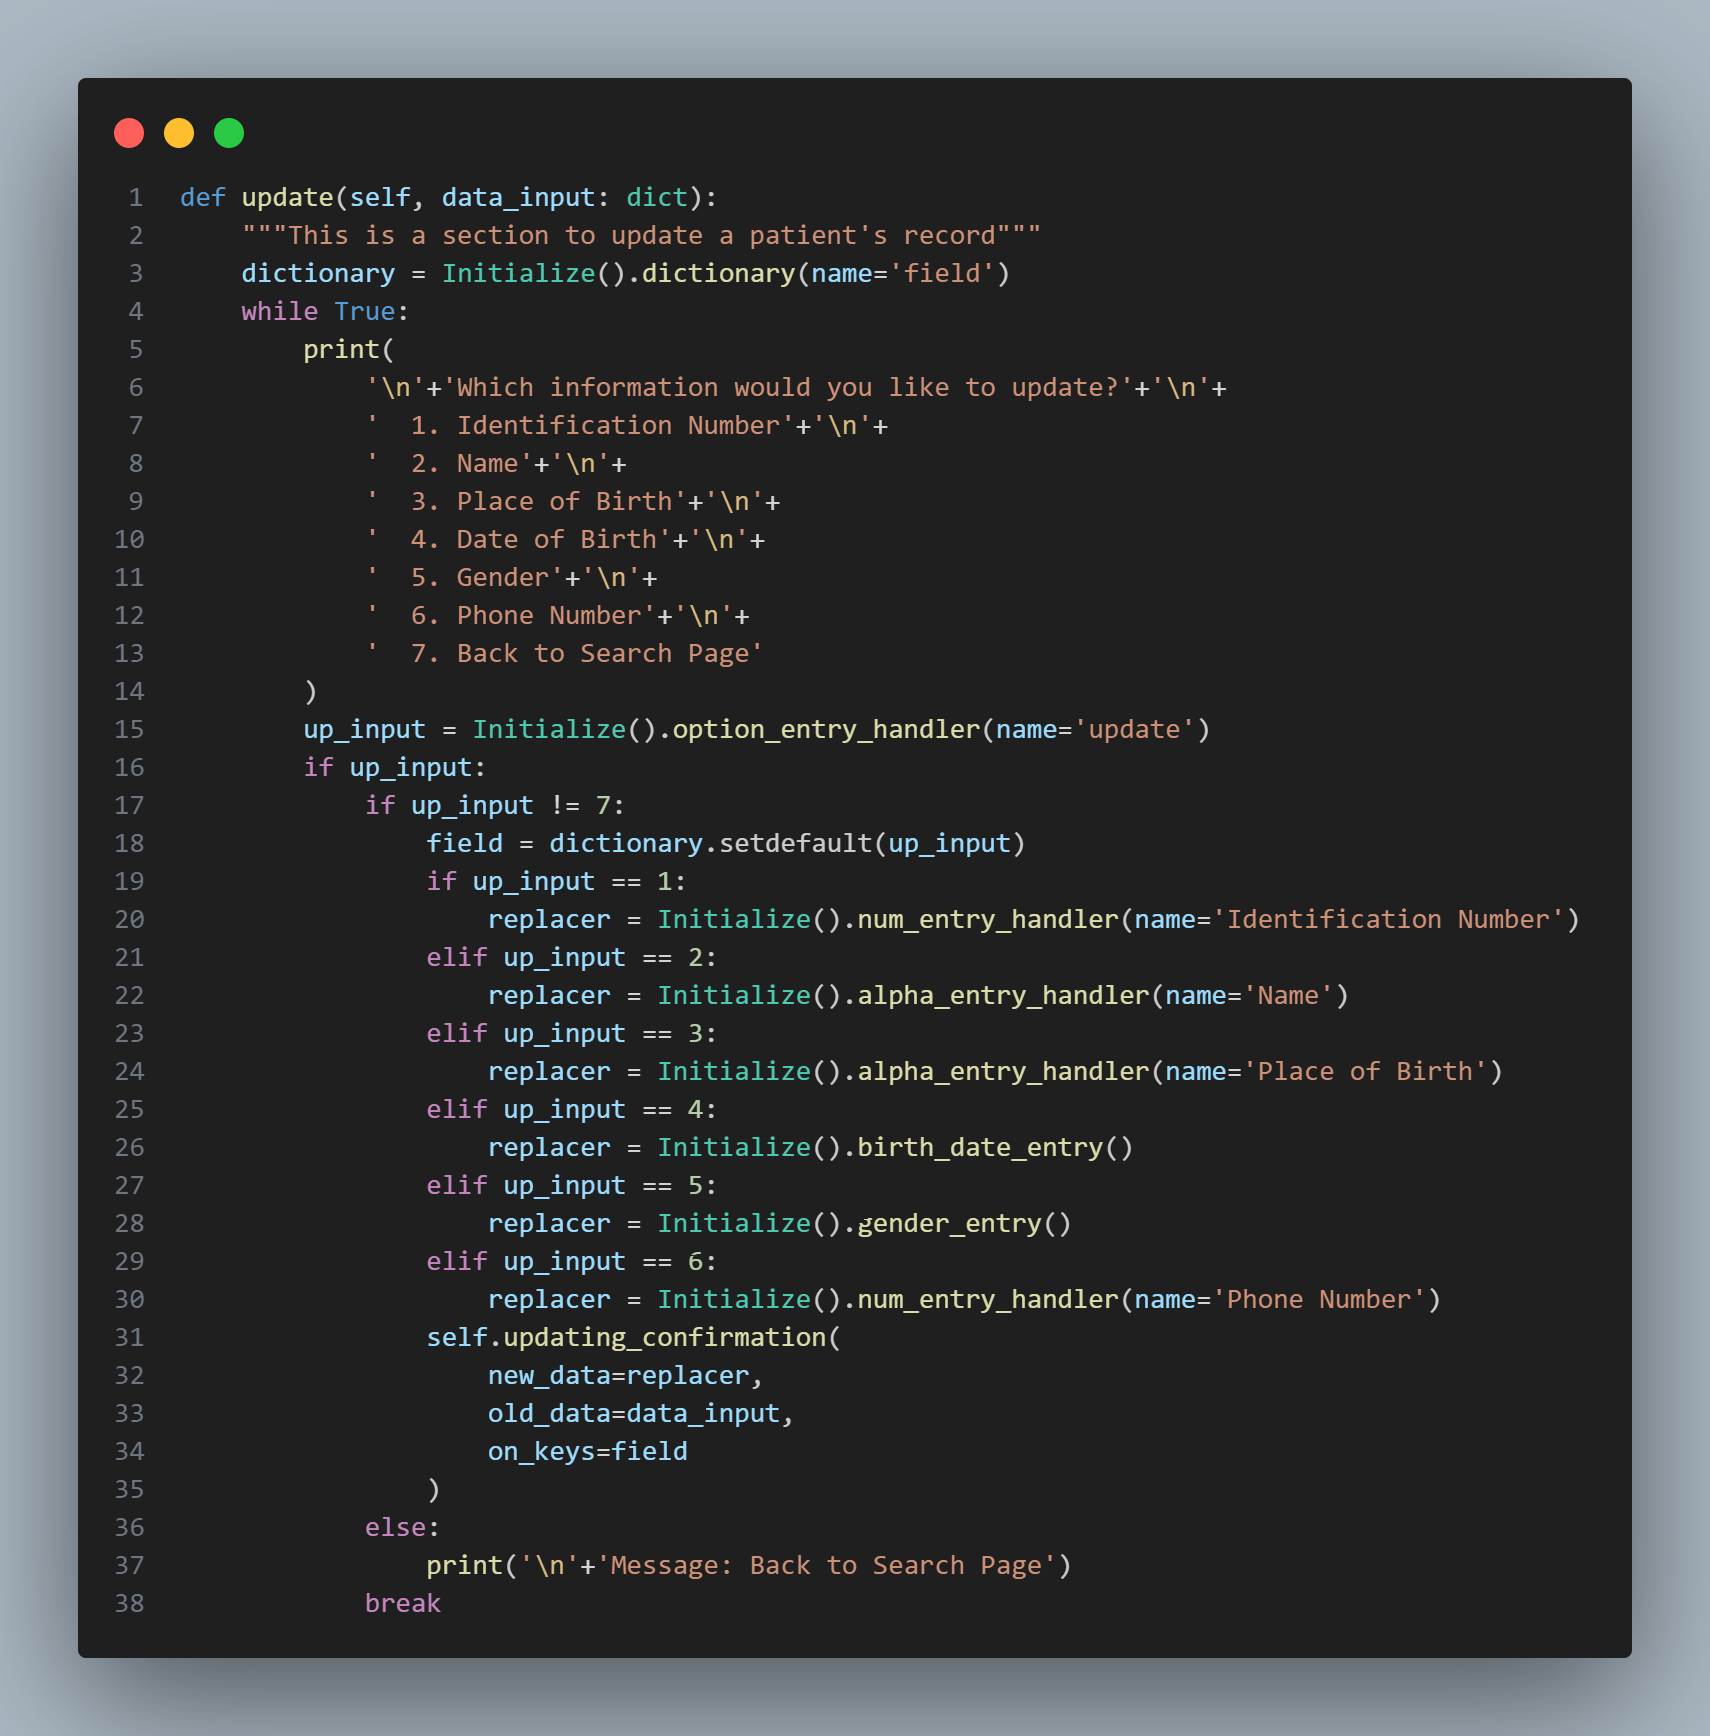 1 def update(self, data_input: dict):
2     """This is a section to update a patient's record"""
3     dictionary = Initialize().dictionary(name='field')
4     while True:
5         print(
6             '\n'+'Which information would you like to update?'+'\n'+
7             '  1. Identification Number'+'\n'+
8             '  2. Name'+'\n'+
9             '  3. Place of Birth'+'\n'+
10             '  4. Date of Birth'+'\n'+
11             '  5. Gender'+'\n'+
12             '  6. Phone Number'+'\n'+
13             '  7. Back to Search Page'
14         )
15         up_input = Initialize().option_entry_handler(name='update')
16         if up_input:
17             if up_input != 7:
18                 field = dictionary.setdefault(up_input)
19                 if up_input == 1:
20                     replacer = Initialize().num_entry_handler(name='Identification Number')
21                 elif up_input == 2:
22                     replacer = Initialize().alpha_entry_handler(name='Name')
23                 elif up_input == 3:
24                     replacer = Initialize().alpha_entry_handler(name='Place of Birth')
25                 elif up_input == 4:
26                     replacer = Initialize().birth_date_entry()
27                 elif up_input == 5:
28                     replacer = Initialize().gender_entry()
29                 elif up_input == 6:
30                     replacer = Initialize().num_entry_handler(name='Phone Number')
31                 self.updating_confirmation(
32                     new_data=replacer,
33                     old_data=data_input,
34                     on_keys=field
35                 )
36             else:
37                 print('\n'+'Message: Back to Search Page')
38             break